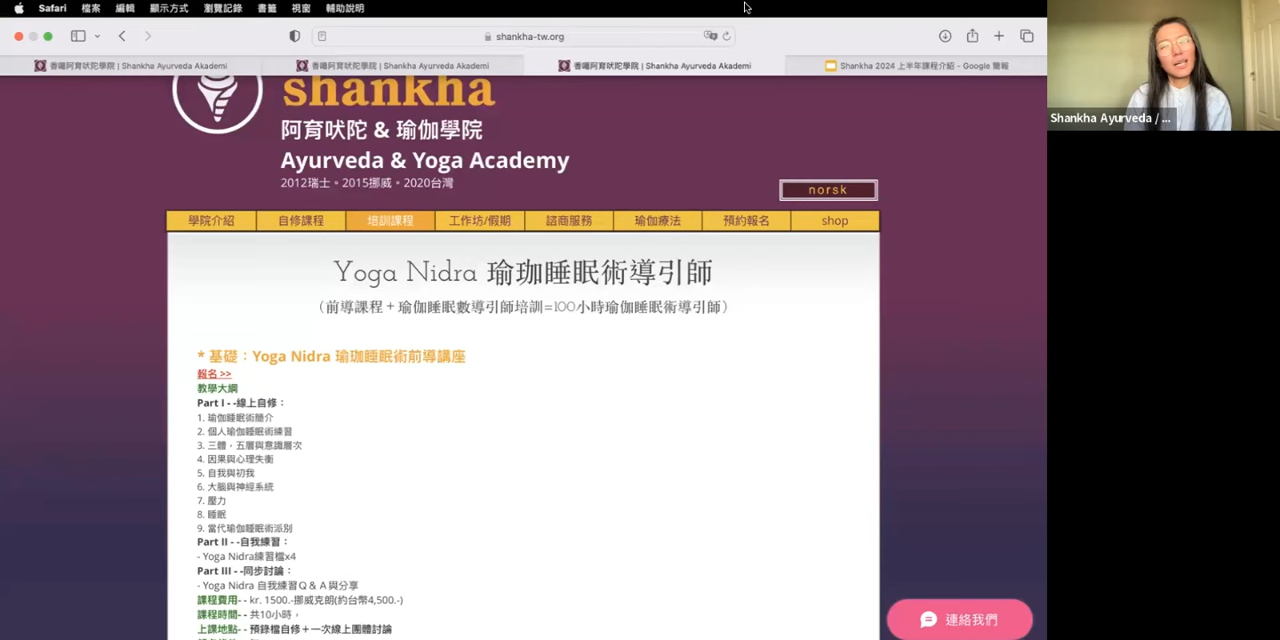 Safari 檔案 編輯 顯示方式 瀏覽記錄 書籤 視窗 輔助說明
shankha-tw.org
香曦阿育吠陀學院 | Shankha Ayurveda Akademi
香曦阿育吠陀學院 | Shankha Ayurveda Akademi
香曦阿育吠陀學院 | Shankha Ayurveda Akademi
Shankha 2024 上半年課程介紹 - Google 簡報
Shankha Ayurveda / ...
shankha
阿育吠陀 & 瑜伽學院
Ayurveda & Yoga Academy
2012瑞士。2015挪威。2020台灣
norsk
學院介紹 自修課程 培訓課程 工作坊/假期 諮商服務 瑜伽療法 預約報名 shop
Yoga Nidra 瑜珈睡眠術導引師
（前導課程 + 瑜伽睡眠數導引師培訓=100小時瑜伽睡眠術導引師）
* 基礎：Yoga Nidra 瑜珈睡眠術前導講座
報名 >>
教學大綱
Part I - -線上自修：
1. 瑜伽睡眠術簡介
2. 個人瑜伽睡眠術練習
3. 三體，五層與意識層次
4. 因果與心理失衡
5. 自我與初我
6. 大腦與神經系統
7. 壓力
8. 睡眠
9. 當代瑜伽睡眠術派別
Part II - -自我練習：
- Yoga Nidra練習檔x4
Part III - -同步討論：
- Yoga Nidra 自我練習Q & A與分享
課程費用- - kr. 1500.-挪威克朗(約台幣4,500.-)
課程時間- - 共10小時，
上課地點- - 預錄檔自修 + 一次線上團體討論
連絡我們